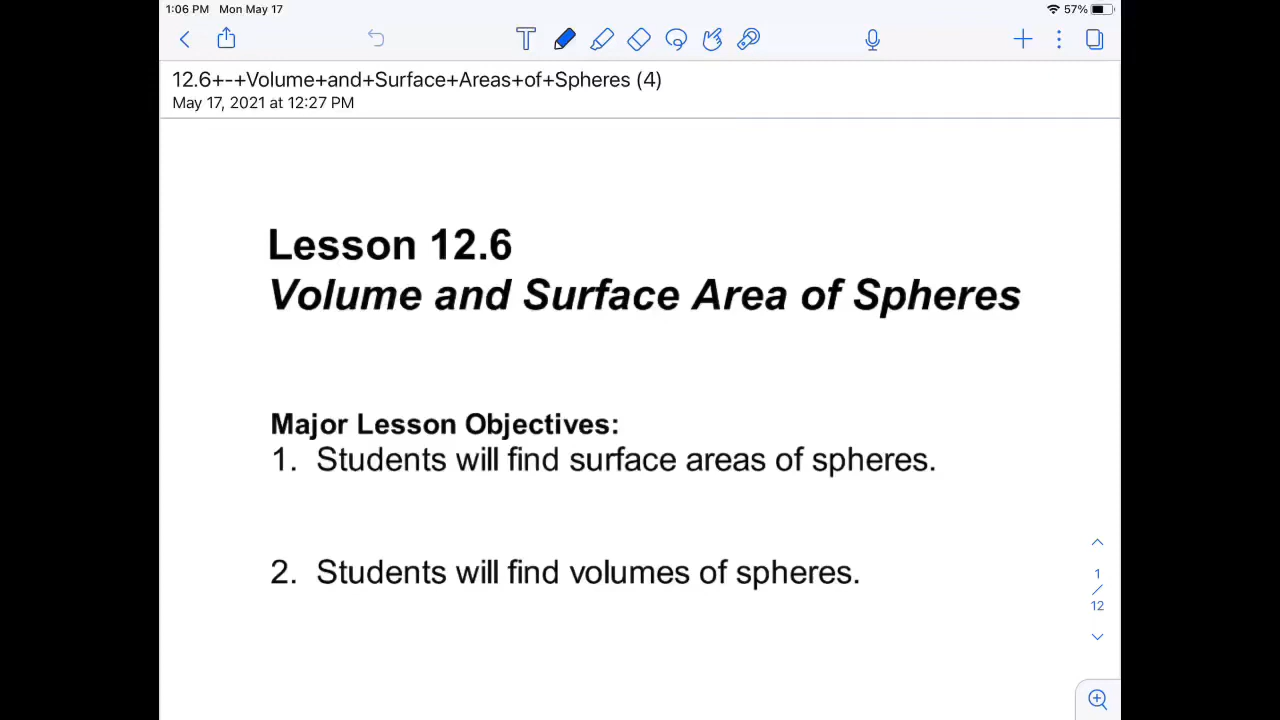 1:06 PM Mon May 17
57%
T
12.6+-+Volume+and+Surface+Areas+of+Spheres (4)
May 17, 2021 at 12:27 PM
Lesson 12.6
Volume and Surface Area of Spheres
Major Lesson Objectives:
1. Students will find surface areas of spheres.
2. Students will find volumes of spheres.
1
/
12